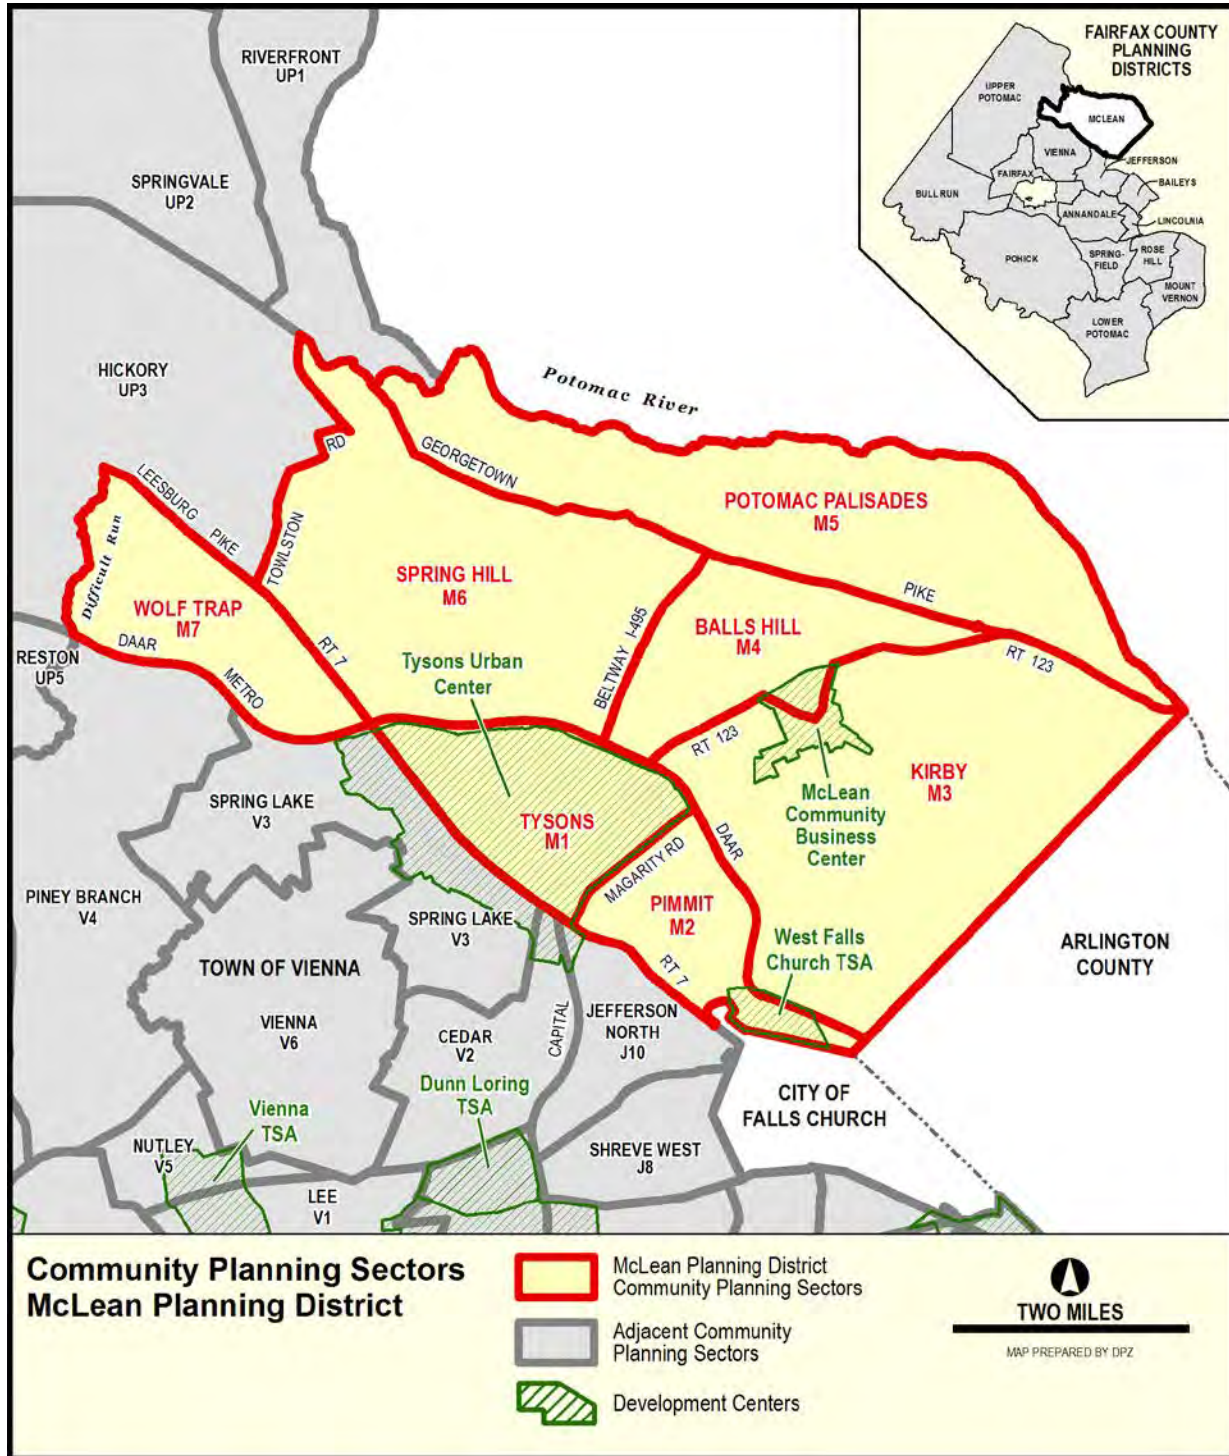 RIVERFRONT
UP1
SPRINGVALE
UP2
HICKORY
UP3
FAIRFAX COUNTY
PLANNING
DISTRICTS
UPPER
POTOMAC
MCLEAN
VIENNA
JEFFERSON
FAIRFAX
BAILEYS
BULL RUN
ANNANDALE
LINCOLNIA
POHICK
SPRING-
FIELD
ROSE
HILL
MOUNT
VERNON
LOWER
POTOMAC
Potomac River
RD
GEORGETOWN
LEESBURG
PIKE
TOWLSTON
Difficult Run
POTOMAC PALISADES
M5
SPRING HILL
M6
PIKE
WOLF TRAP
M7
BALLS HILL
M4
BELTWAY I-495
DAAR
RT 7
RT 123
RESTON
UP5
METRO
Tysons Urban
Center
RT 123
KIRBY
M3
SPRING LAKE
V3
TYSONS
M1
McLean
Community
Business
Center
DAAR
MAGARITY RD
PINEY BRANCH
V4
SPRING LAKE
V3
PIMMIT
M2
West Falls
Church TSA
ARLINGTON
COUNTY
TOWN OF VIENNA
RT 7
VIENNA
V6
CEDAR
V2
CAPITAL
JEFFERSON
NORTH
J10
Dunn Loring
TSA
CITY OF
FALLS CHURCH
Vienna
TSA
NUTLEY
V5
SHREVE WEST
J8
LEE
V1
Community Planning Sectors
McLean Planning District
McLean Planning District
Community Planning Sectors
Adjacent Community
Planning Sectors
Development Centers
TWO MILES
MAP PREPARED BY DPZ